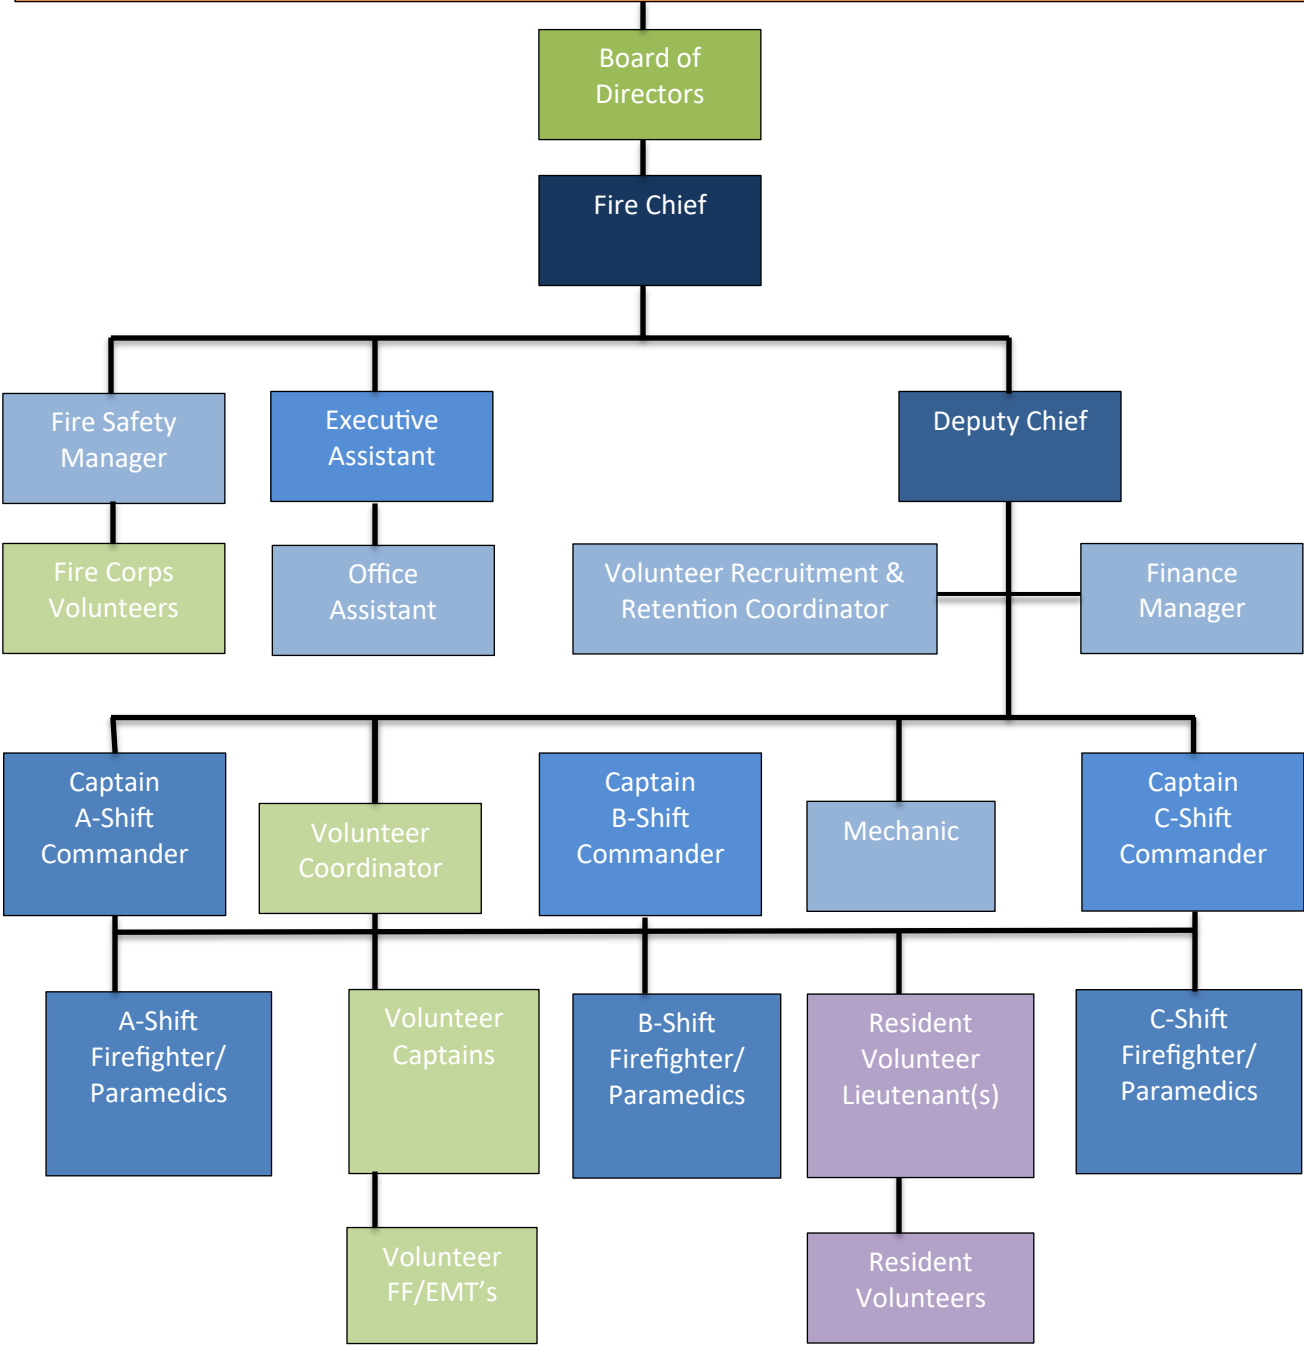 Board of
Directors
Fire Chief
Fire Safety
Manager
Executive
Assistant
Deputy Chief
Fire Corps
Volunteers
Office
Assistant
Volunteer Recruitment &
Retention Coordinator
Finance
Manager
Captain
A-Shift
Commander
Volunteer
Coordinator
Captain
B-Shift
Commander
Mechanic
Captain
C-Shift
Commander
A-Shift
Firefighter/
Paramedics
Volunteer
Captains
B-Shift
Firefighter/
Paramedics
Resident
Volunteer
Lieutenant(s)
C-Shift
Firefighter/
Paramedics
Volunteer
FF/EMT’s
Resident
Volunteers